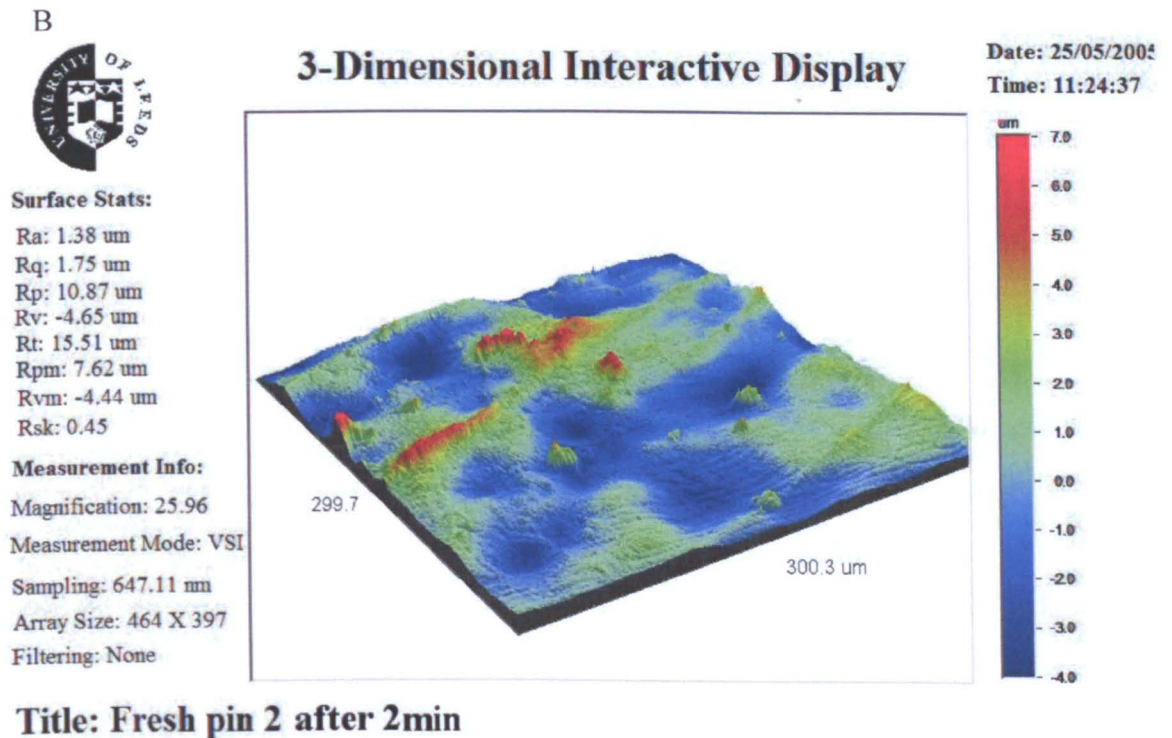 B
UNIVERSITY OF LEEDS
3-Dimensional Interactive Display
Date: 25/05/2005
Time: 11:24:37
Surface Stats:
Ra: 1.38 um
Rq: 1.75 um
Rp: 10.87 um
Rv: -4.65 um
Rt: 15.51 um
Rpm: 7.62 um
Rvm: -4.44 um
Rsk: 0.45
Measurement Info:
Magnification: 25.96
Measurement Mode: VSI
Sampling: 647.11 nm
Array Size: 464 X 397
Filtering: None
299.7
300.3 um
um
7.0
6.0
5.0
4.0
3.0
2.0
1.0
0.0
-1.0
-2.0
-3.0
-4.0
Title: Fresh pin 2 after 2min